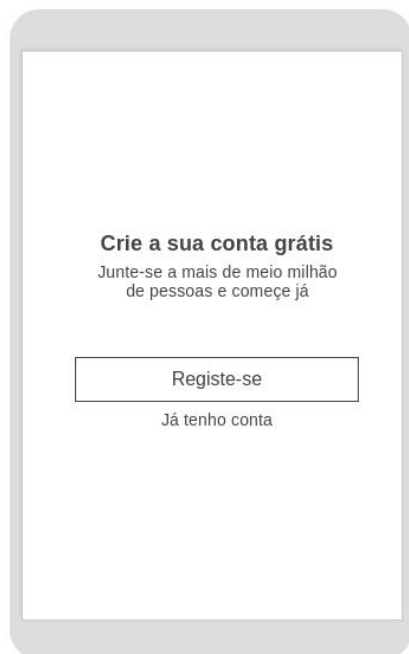 Crie a sua conta grátis
Junte-se a mais de meio milhão
de pessoas e começe já
Registe-se
Já tenho conta